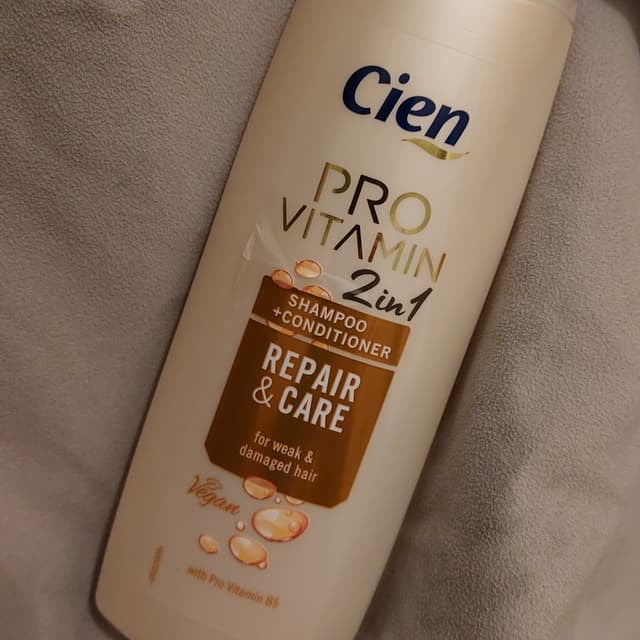 Cien
PRO
VITAMIN
2in1
SHAMPOO
+CONDITIONER
REPAIR
& CARE
for weak &
damaged hair
Vegan
with Pro Vitamin B5